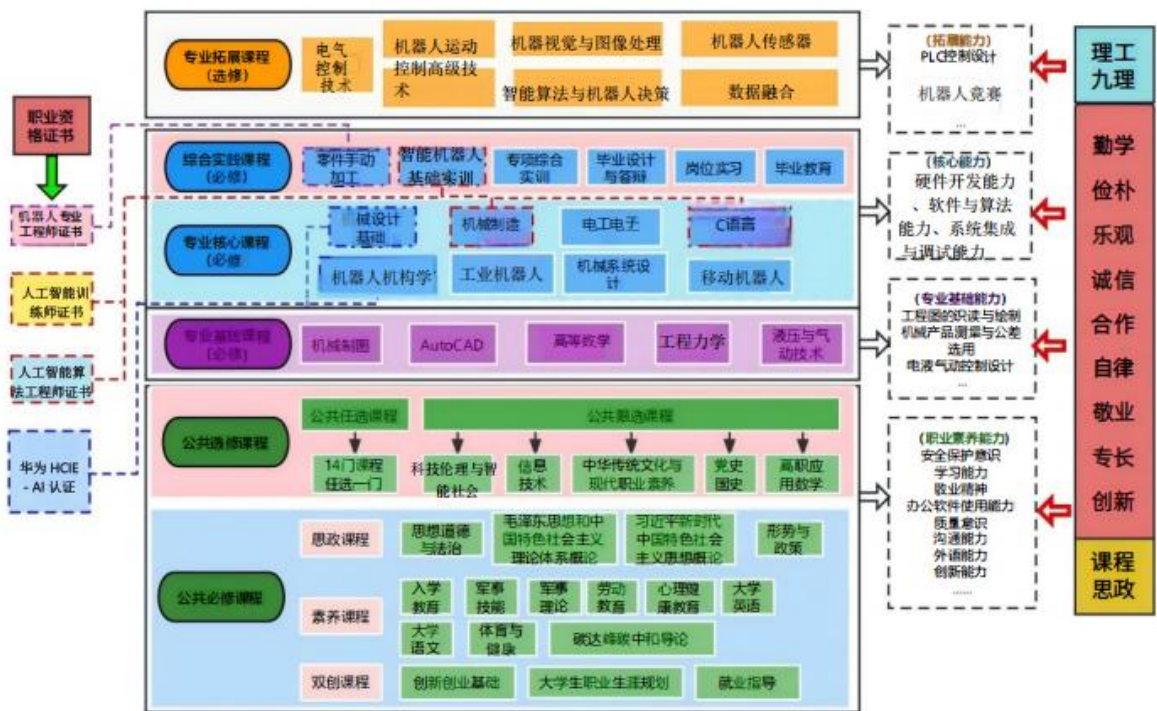 专业拓展课程
(选修)
电气
控制
技术
机器人运动
控制高级技
术
机器视觉与图像处理
机器人传感器
智能算法与机器人决策
数据融合
(拓展能力)
PLC控制设计
机器人竞赛
...
理工
九理
职业资
格证书
机器人专业
工程师证书
人工智能训
练师证书
人工智能算
法工程师证书
华为 HCIE
- AI 认证
综合实践课程
(必修)
零件手动
加工
智能机器人
基础实训
专项综合
实训
毕业设计
与答辩
岗位实习
毕业教育
专业核心课程
(必修
机械设计
基础
机械制造
电工电子
C语言
机器人机构学
工业机器人
机械系统设
计
移动机器人
(核心能力)
硬件开发能力
、软件与算法
能力、系统集成
与调试能力
专业基础课程
(必修)
机械制图
AutoCAD
高等数学
工程力学
液压与气
动技术
(专业基础能力)
工程图的识读与绘制
机械产品测量与公差
选用
电液气动控制设计
...
公共选修课程
公共任选课程
公共限选课程
14门课程
任选一门
科技伦理与智
能社会
信息
技术
中华传统文化与
现代职业素养
党史
国史
高职应
用数学
公共必修课程
思政课程
思想道德
与法治
毛泽东思想和中
国特色社会主义
理论体系概论
习近平新时代
中国特色社会
主义思想概论
形势与
政策
素养课程
入学
教育
军事
技能
军事
理论
劳动
教育
心理健
康教育
大学
英语
大学
语文
体育与
健康
碳达峰碳中和导论
双创课程
创新创业基础
大学生职业生涯规划
就业指导
(职业素养能力)
安全保护意识
学习能力
敬业精神
办公软件使用能力
质量意识
沟通能力
外语能力
创新能力
......
勤学
俭朴
乐观
诚信
合作
自律
敬业
专长
创新
课程
思政